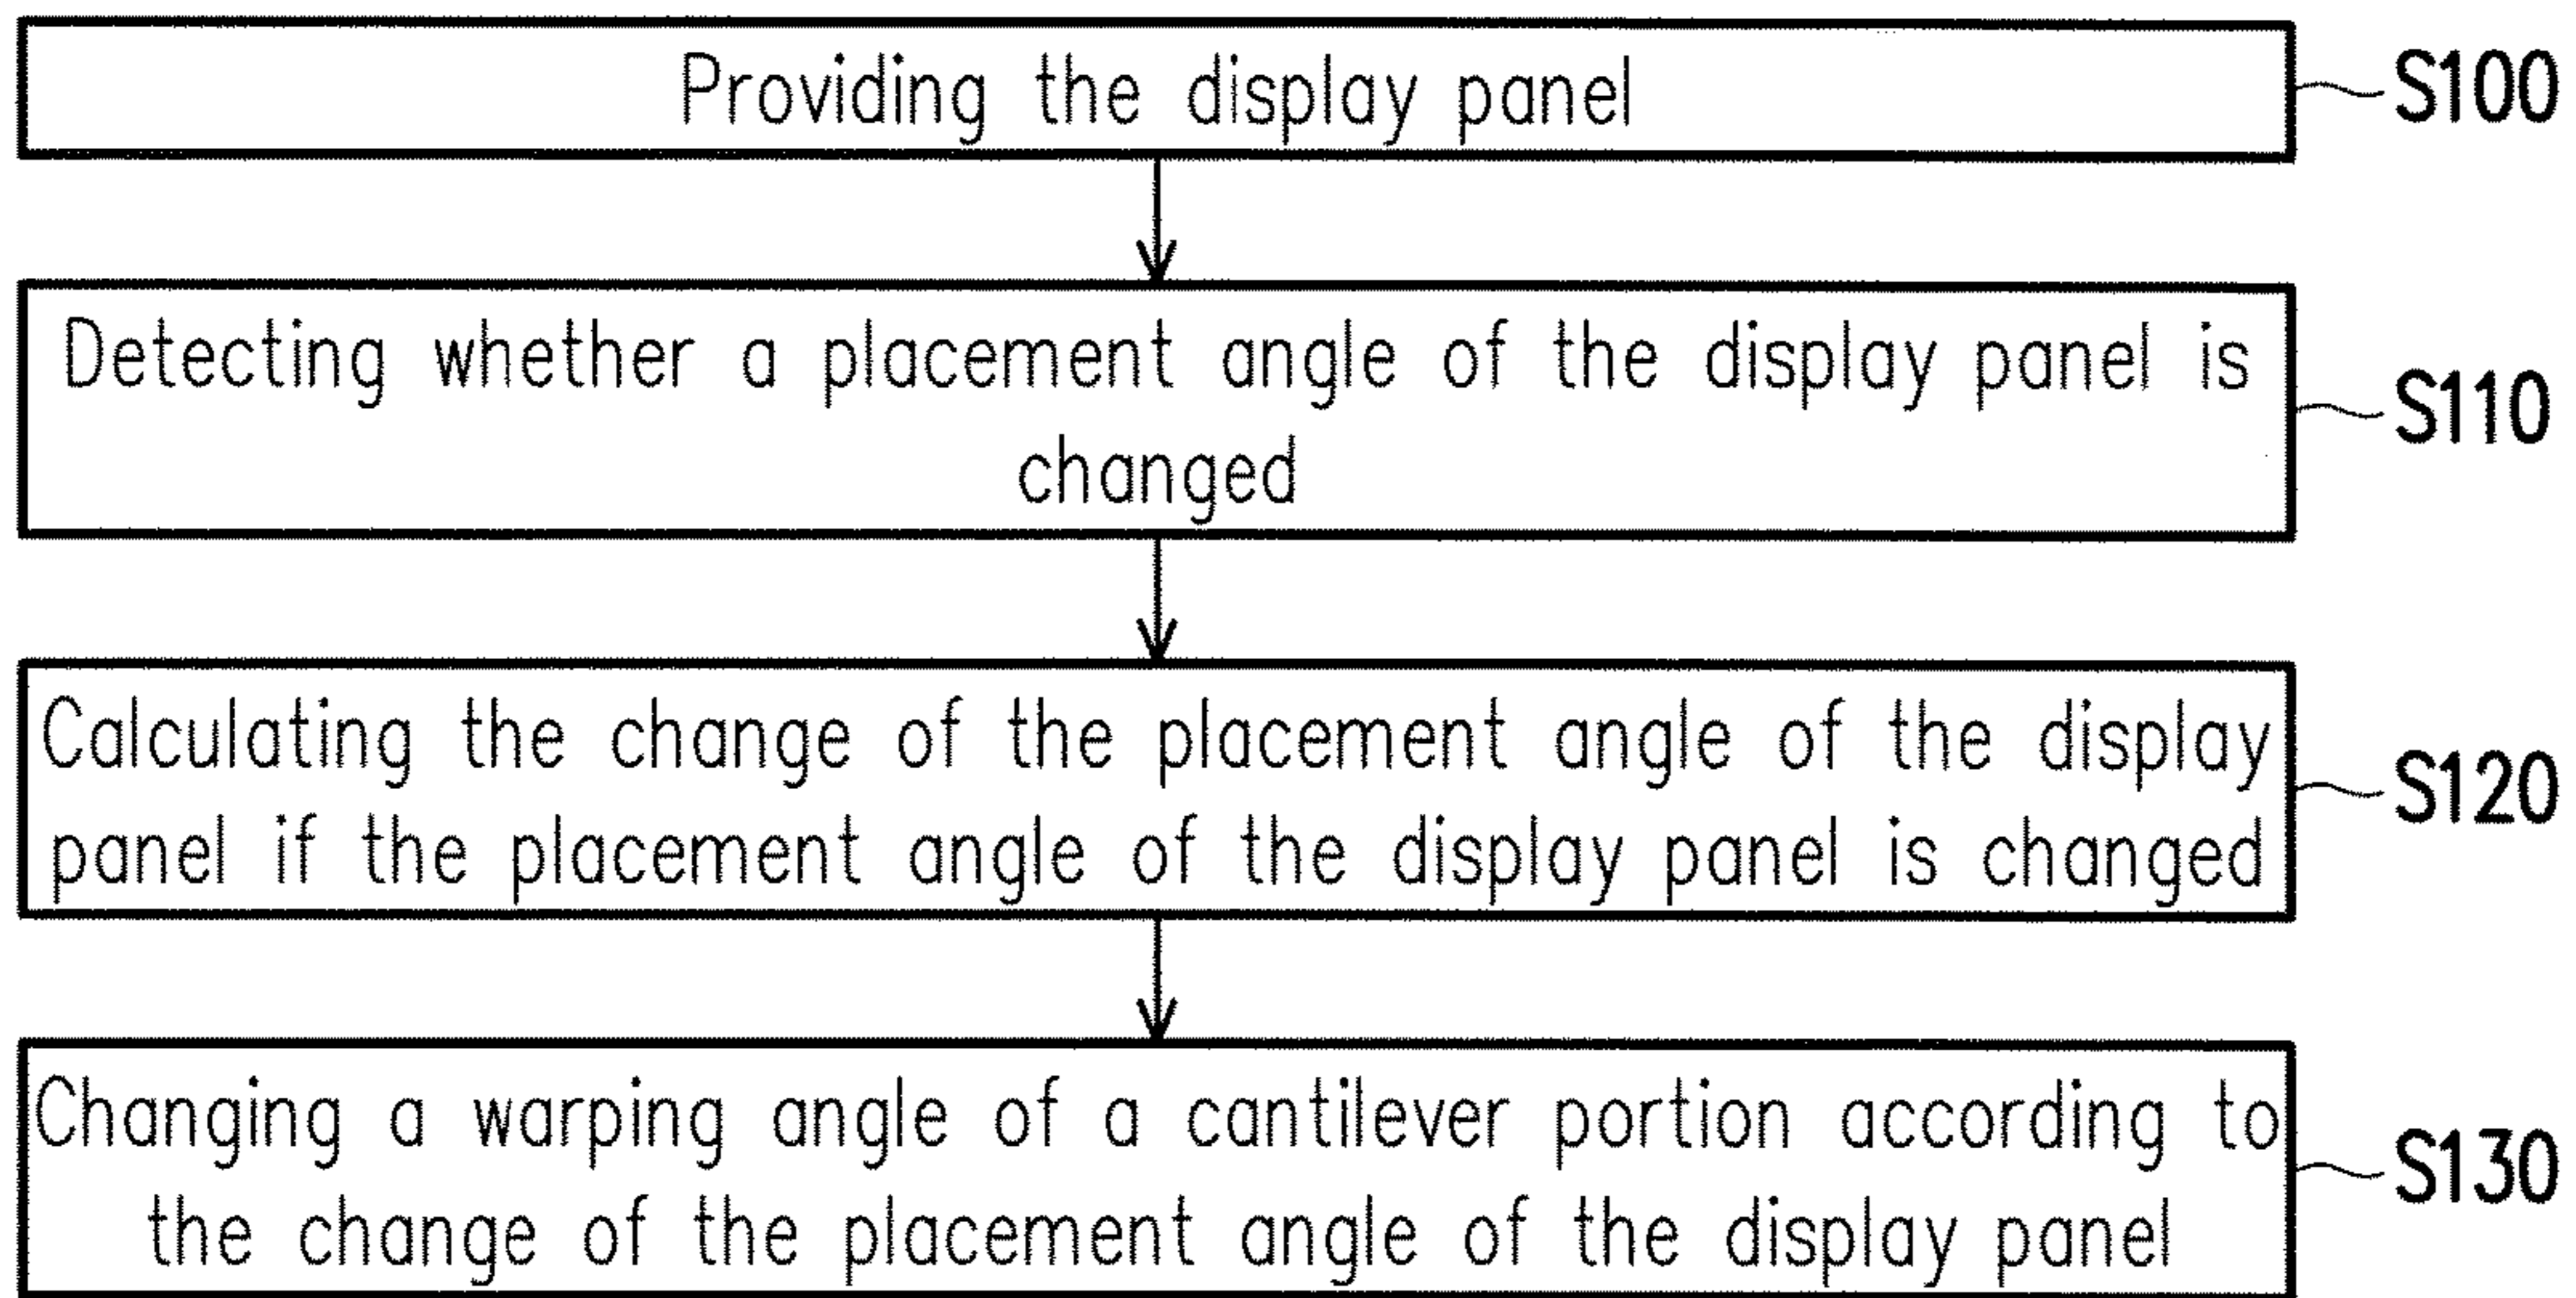 Providing the display panel
S100
Detecting whether a placement angle of the display panel is
changed
S110
Calculating the change of the placement angle of the display
panel if the placement angle of the display panel is changed
S120
Changing a warping angle of a cantilever portion according to
the change of the placement angle of the display panel
S130